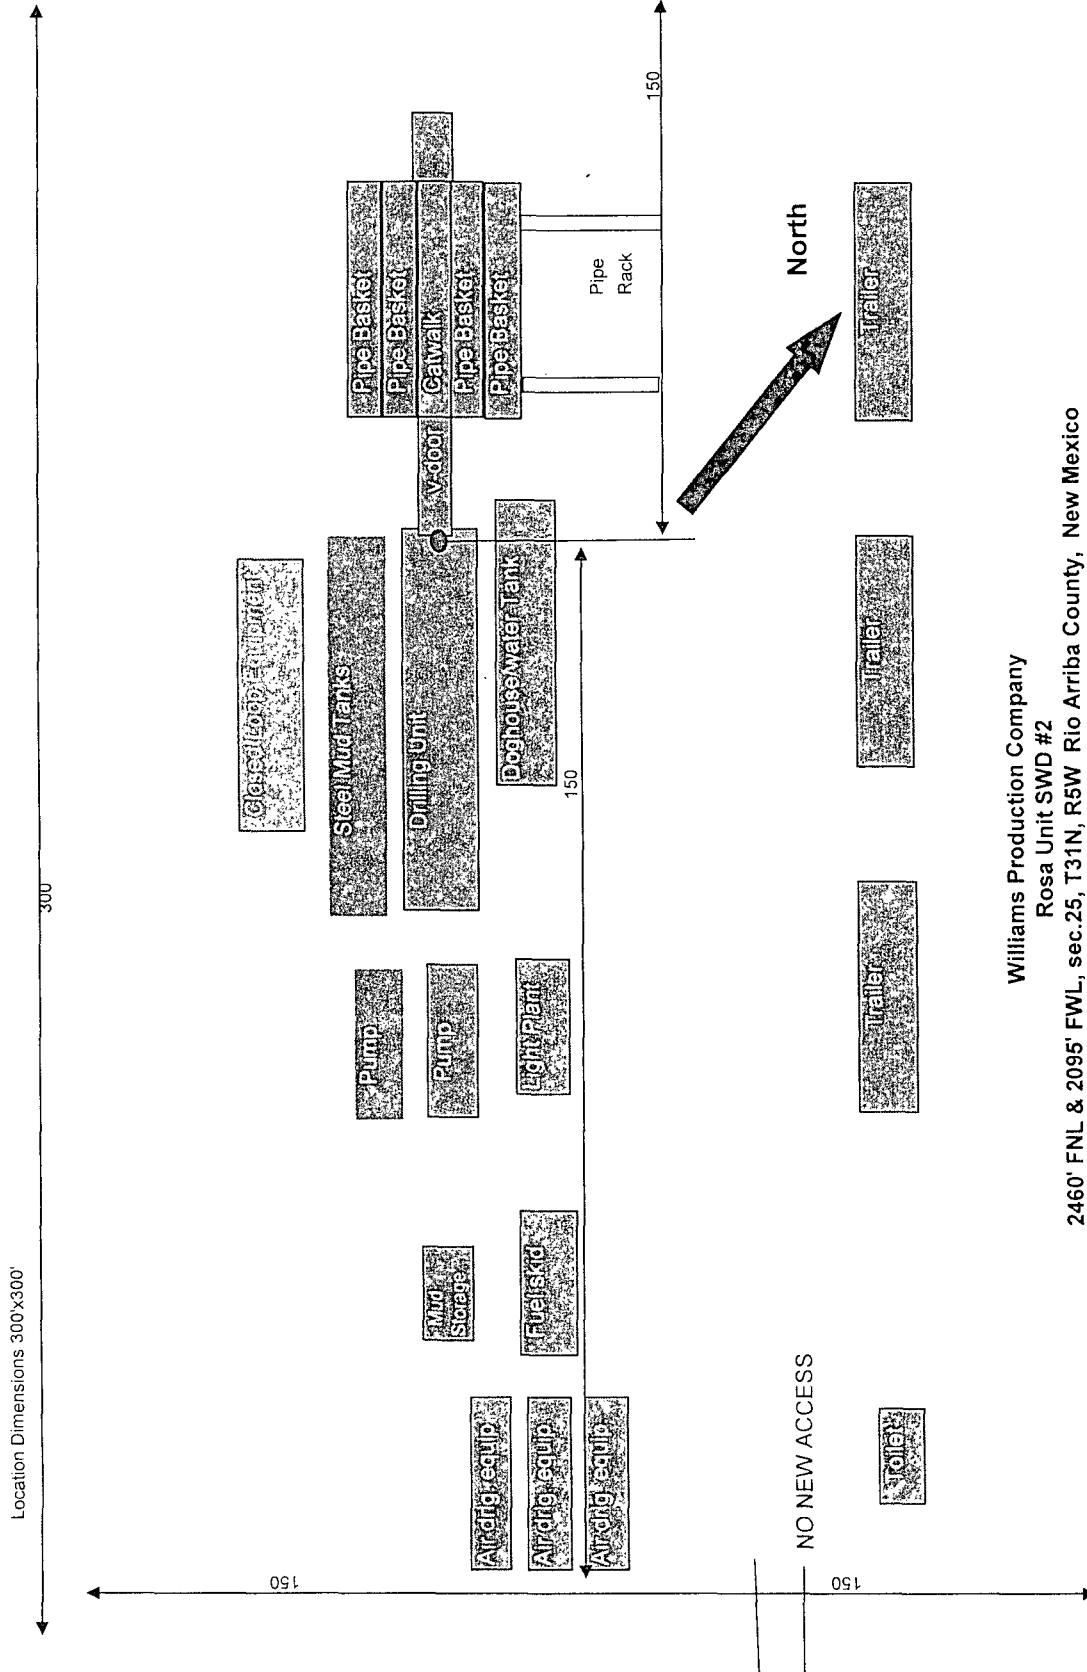 Location Dimensions 300'x300'
300
Closed Loop Equipment
Steel Mud Tanks
Drilling Unit
V-door
Pipe Basket
Pipe Basket
Catwalk
Pipe Basket
Pipe Basket
Pipe
Rack
150
Pump
Pump
Mud
Storage
Doghouse/water Tank
Light Plant
Fuel skid
150
Air drlg. equip
Air drlg. equip.
Air drlg. equip.
North
NO NEW ACCESS
150
150
Trailer
Trailer
Trailer
Toilet
Williams Production Company
Rosa Unit SWD #2
2460' FNL & 2095' FWL, sec.25, T31N, R5W Rio Arriba County, New Mexico